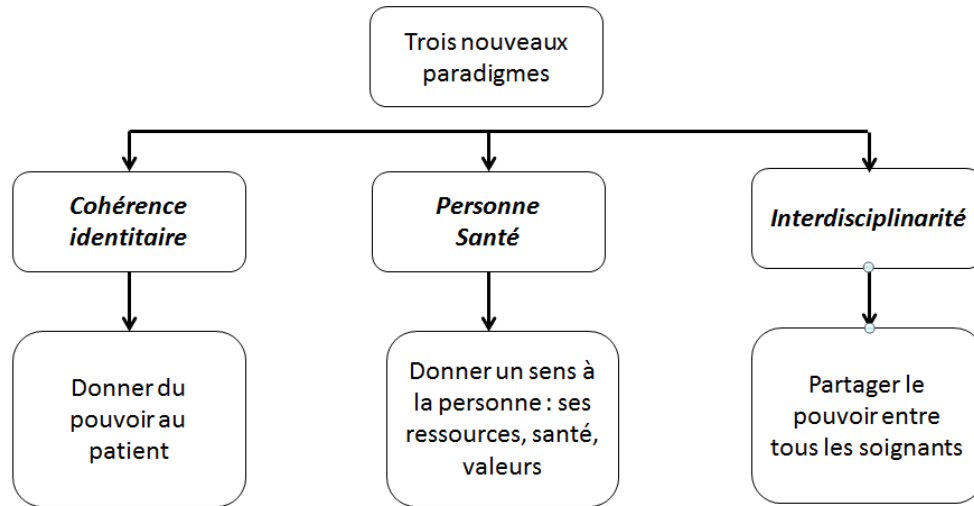 Trois nouveaux
paradigmes
Cohérence
identitaire
Personne
Santé
Interdisciplinarité
Donner du
pouvoir au
patient
Donner un sens à
la personne : ses
ressources, santé,
valeurs
Partager le
pouvoir entre
tous les soignants